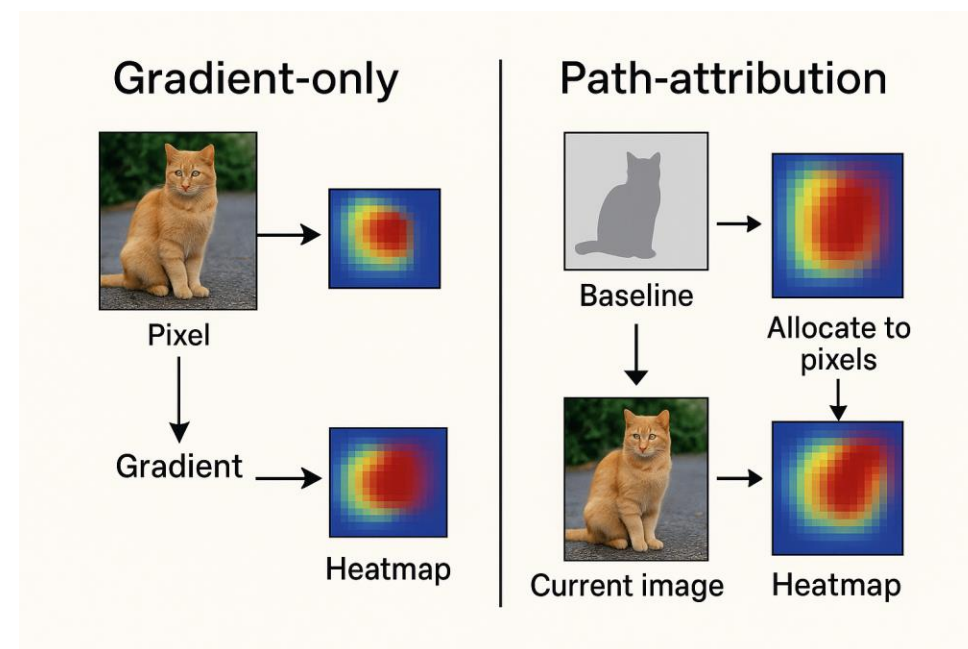 Gradient-only
Pixel
Gradient
Heatmap
Path-attribution
Baseline
Allocate to
pixels
Current image
Heatmap